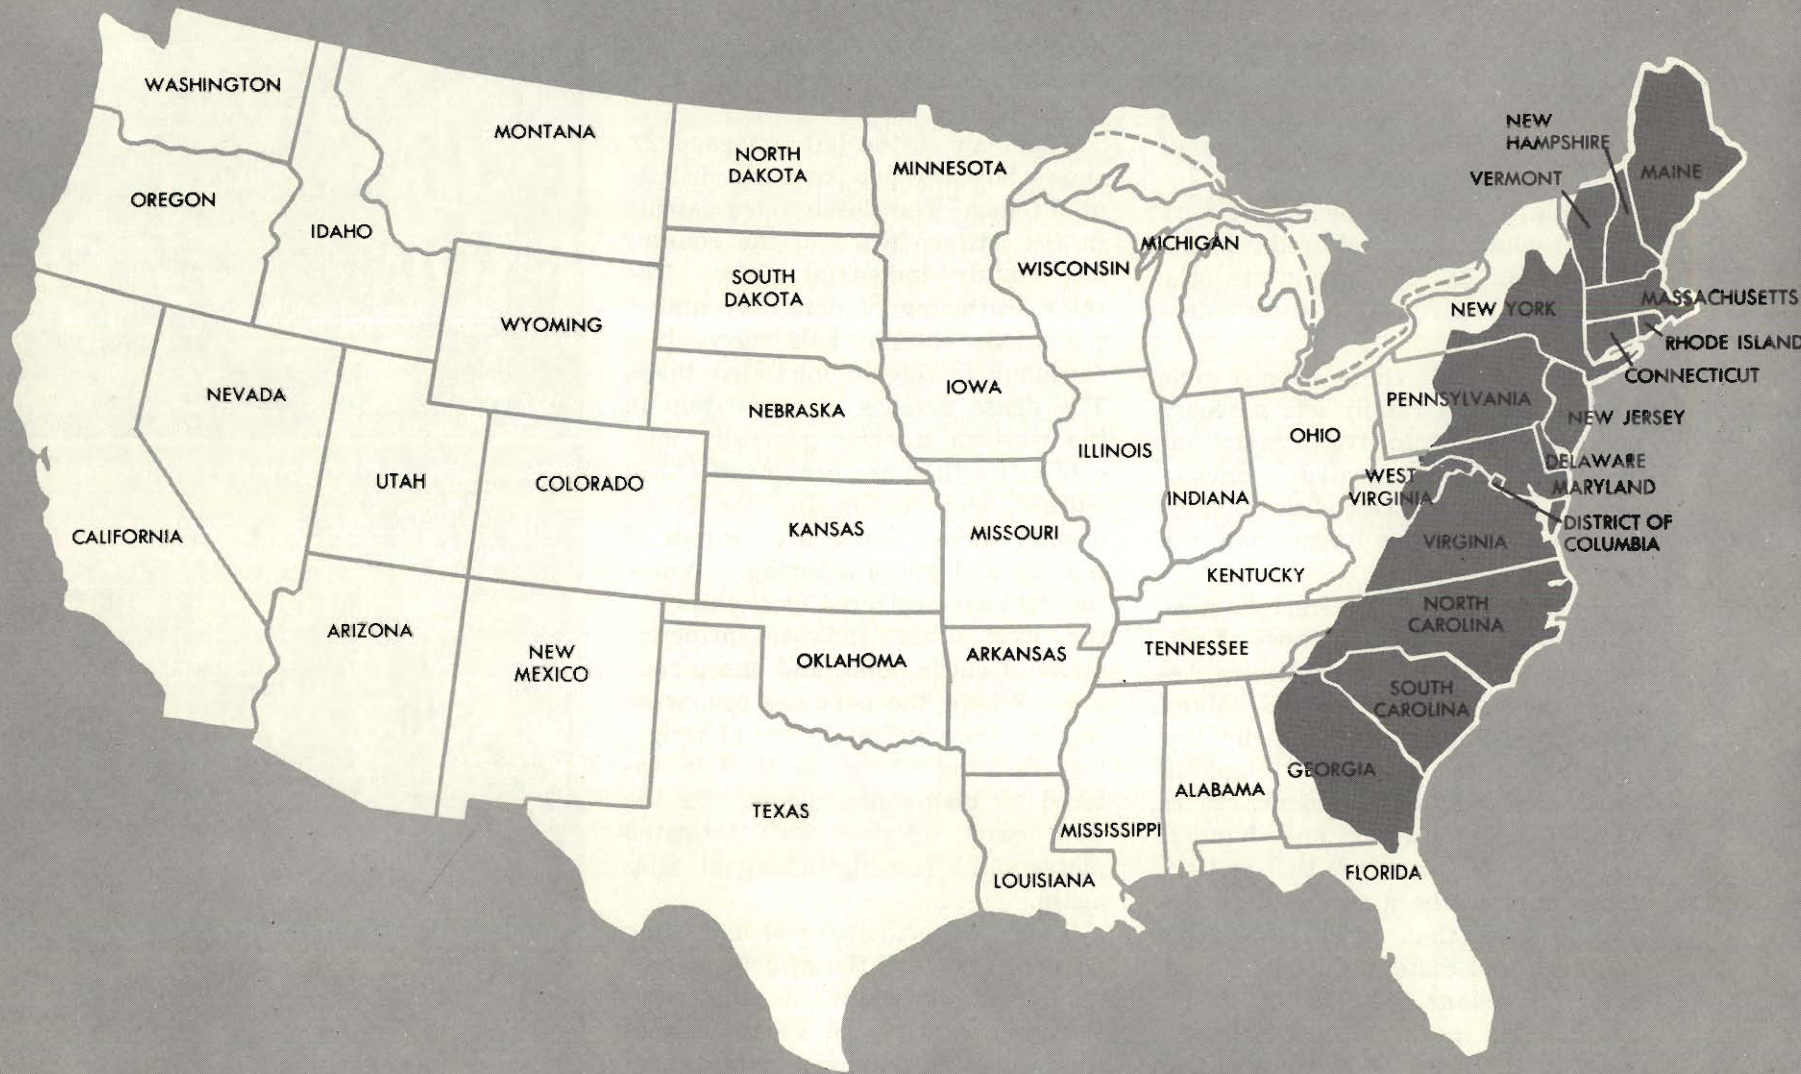 WASHINGTON
OREGON
IDAHO
MONTANA
NORTH
DAKOTA
MINNESOTA
SOUTH
DAKOTA
WYOMING
WISCONSIN
MICHIGAN
NEW
HAMPSHIRE
VERMONT
MAINE
NEW YORK
MASSACHUSETTS
RHODE ISLAND
CONNECTICUT
NEVADA
UTAH
COLORADO
NEBRASKA
IOWA
ILLINOIS
INDIANA
OHIO
PENNSYLVANIA
NEW JERSEY
WEST
VIRGINIA
DELAWARE
MARYLAND
DISTRICT OF
COLUMBIA
CALIFORNIA
KANSAS
MISSOURI
KENTUCKY
VIRGINIA
ARIZONA
NEW
MEXICO
OKLAHOMA
ARKANSAS
TENNESSEE
NORTH
CAROLINA
SOUTH
CAROLINA
TEXAS
LOUISIANA
MISSISSIPPI
ALABAMA
GEORGIA
FLORIDA